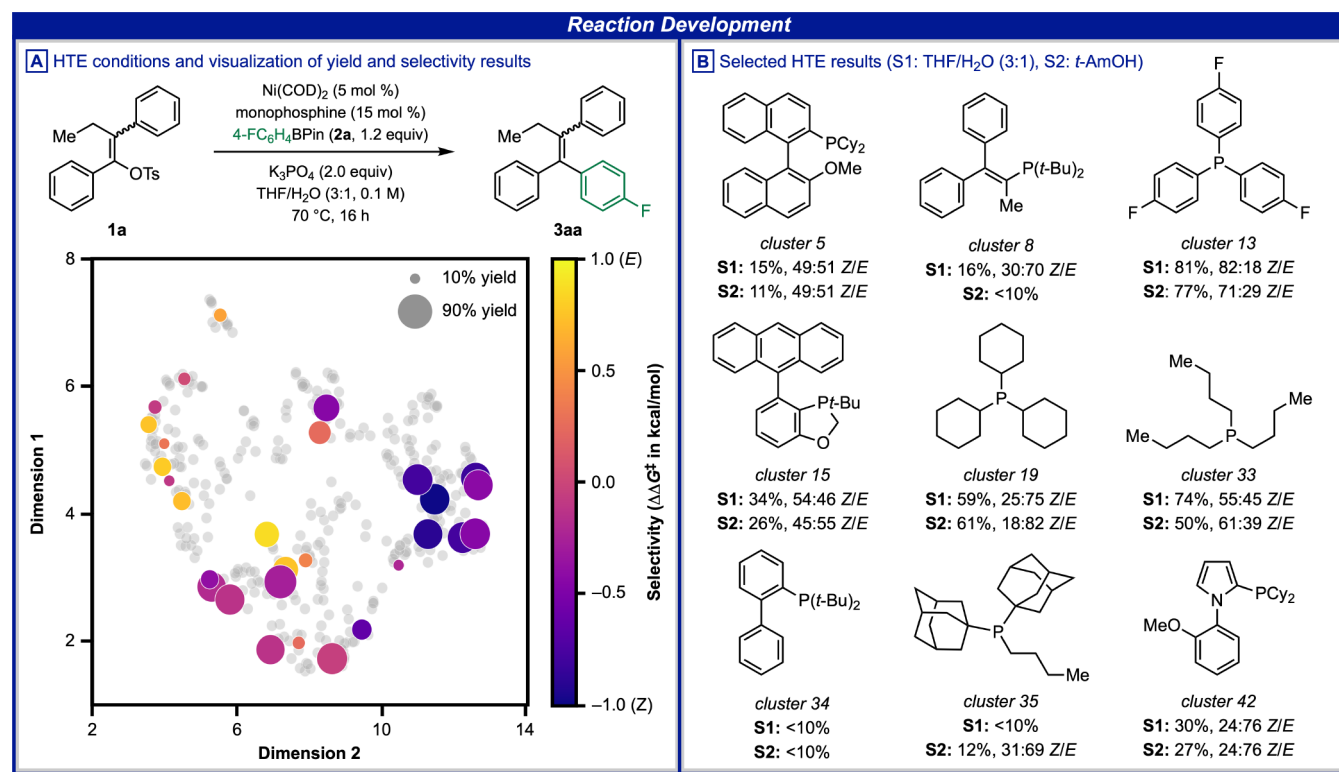 Reaction Development
A HTE conditions and visualization of yield and selectivity results
Ni(COD)2 (5 mol %)
monophosphine (15 mol %)
4-FC6H4BPin (2a, 1.2 equiv)
K3PO4 (2.0 equiv)
THF/H2O (3:1, 0.1 M)
70 °C, 16 h
Me
OTs
1a
Me
F
3aa
8
6
4
2
2
6
10
14
Dimension 1
Dimension 2
10% yield
90% yield
1.0 (E)
0.5
0.0
−0.5
−1.0 (Z)
Selectivity (ΔΔG‡ in kcal/mol)
B Selected HTE results (S1: THF/H2O (3:1), S2: t-AmOH)
PCy2
OMe
cluster 5
S1: 15%, 49:51 Z/E
S2: 11%, 49:51 Z/E
P(t-Bu)2
Me
cluster 8
S1: 16%, 30:70 Z/E
S2: <10%
F
P
F
F
cluster 13
S1: 81%, 82:18 Z/E
S2: 77%, 71:29 Z/E
Pt-Bu
O
cluster 15
S1: 34%, 54:46 Z/E
S2: 26%, 45:55 Z/E
P
cluster 19
S1: 59%, 25:75 Z/E
S2: 61%, 18:82 Z/E
Me
Me
Me
P
cluster 33
S1: 74%, 55:45 Z/E
S2: 50%, 61:39 Z/E
P(t-Bu)2
cluster 34
S1: <10%
S2: <10%
P
Me
cluster 35
S1: <10%
S2: 12%, 31:69 Z/E
N
PCy2
MeO
cluster 42
S1: 30%, 24:76 Z/E
S2: 27%, 24:76 Z/E